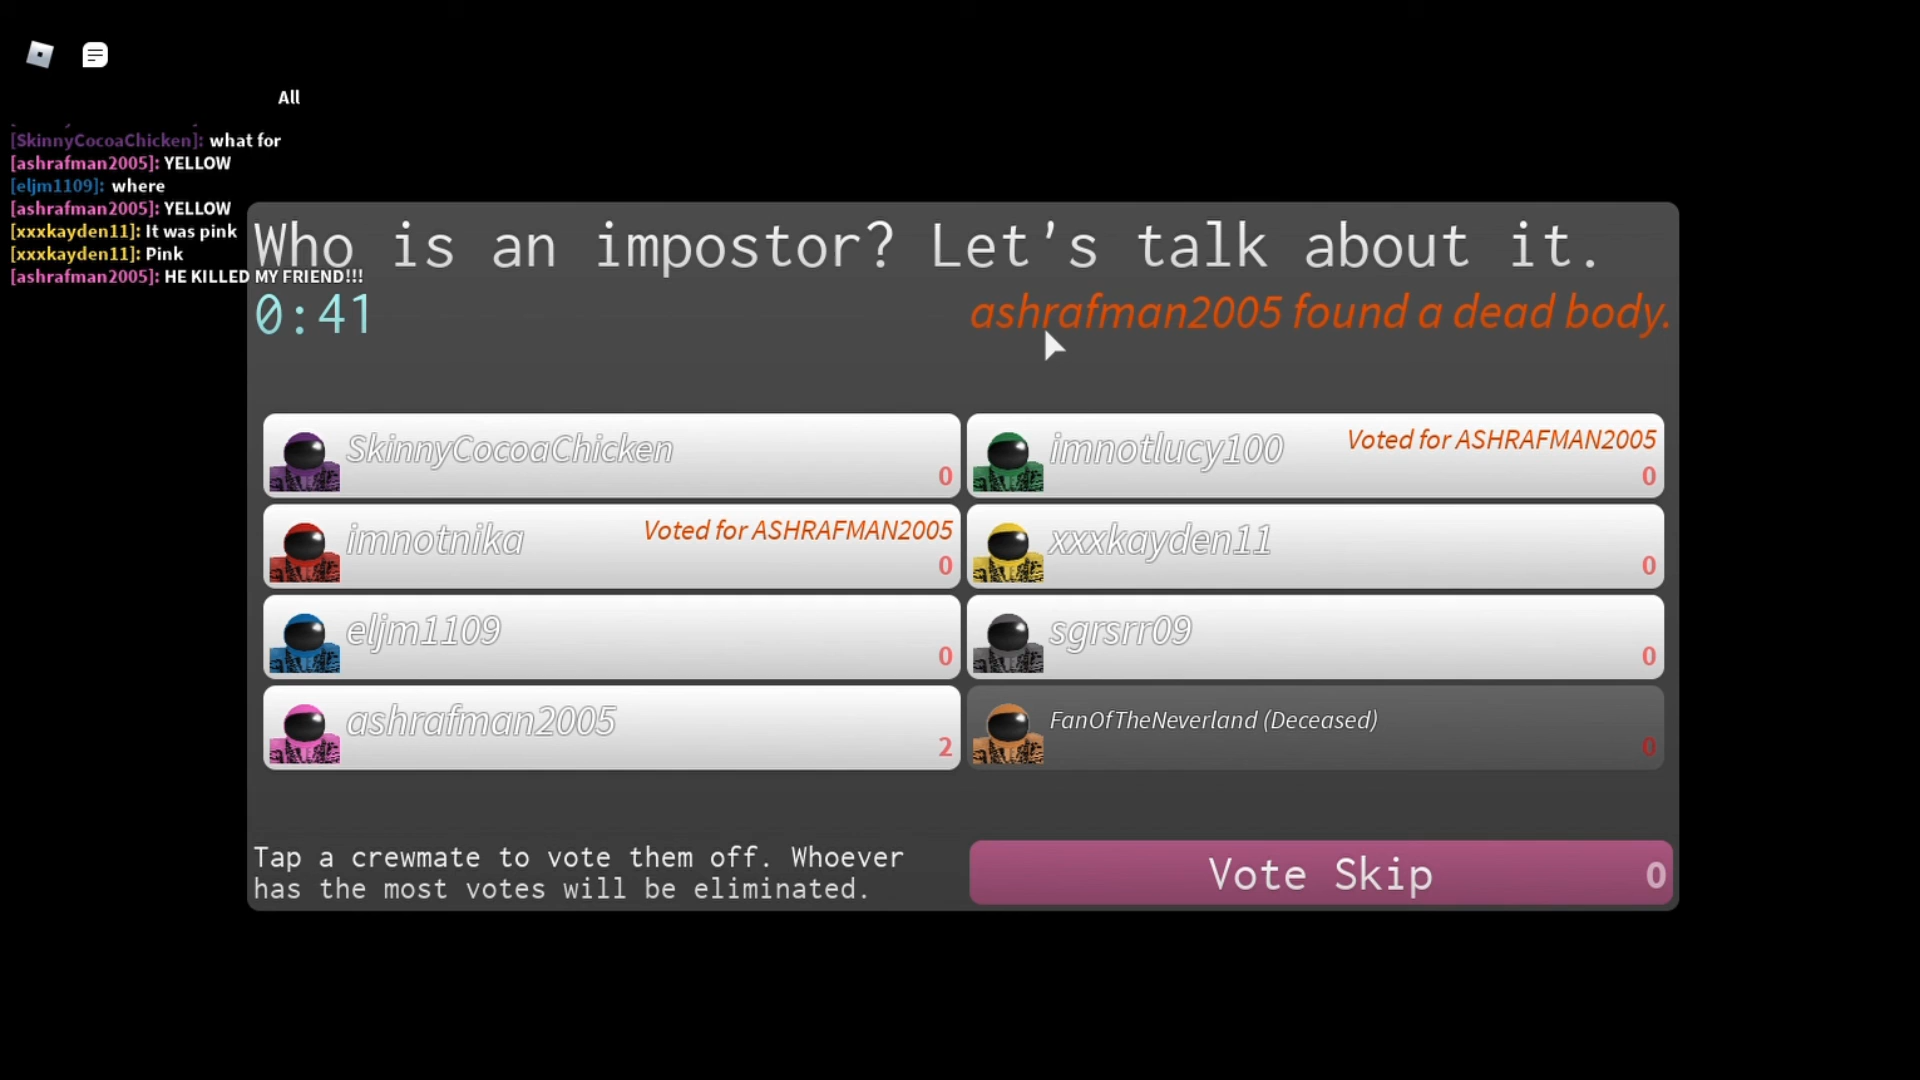 All
[SkinnyCocoaChicken]: what for
[ashrafman2005]: YELLOW
[eljm1109]: where
[ashrafman2005]: YELLOW
[xxxkayden11]: It was pink
[xxxkayden11]: Pink
[ashrafman2005]: HE KILLED MY FRIEND!!!
Who is an impostor? Let's talk about it.
0:41
ashrafman2005 found a dead body.
SkinnyCocoaChicken
0
imnotlucy100
Voted for ASHRAFMAN2005
0
imnotnika
Voted for ASHRAFMAN2005
0
xxxkayden11
0
eljm1109
0
sgrsrr09
0
ashrafman2005
2
FanOfTheNeverland (Deceased)
0
Tap a crewmate to vote them off. Whoever
has the most votes will be eliminated.
Vote Skip
0